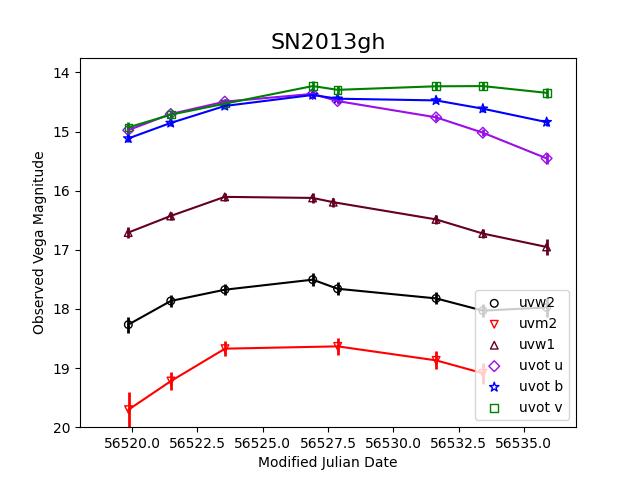 SN2013gh
14
15
16
17
18
19
20
Observed Vega Magnitude
uvw2
uvm2
uvw1
uvot u
uvot b
uvot v
56520.0 56522.5 56525.0 56527.5 56530.0 56532.5 56535.0
Modified Julian Date